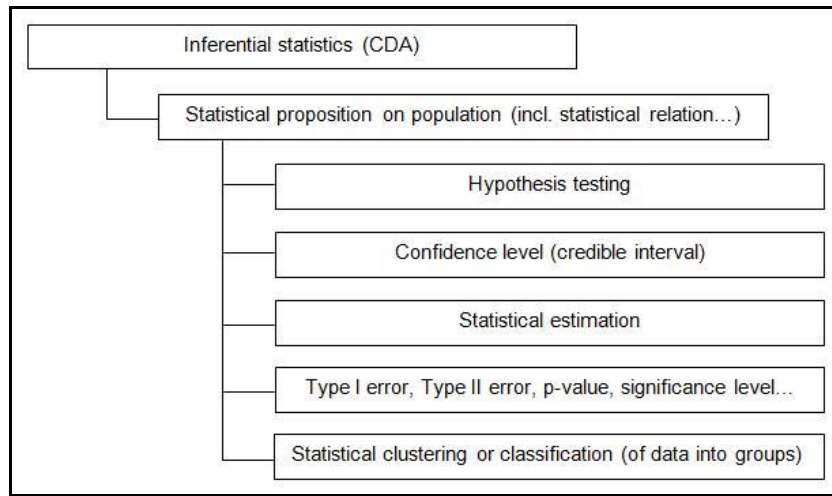 Inferential statistics (CDA)
Statistical proposition on population (incl. statistical relation...)
Hypothesis testing
Confidence level (credible interval)
Statistical estimation
Type I error, Type II error, p-value, significance level...
Statistical clustering or classification (of data into groups)